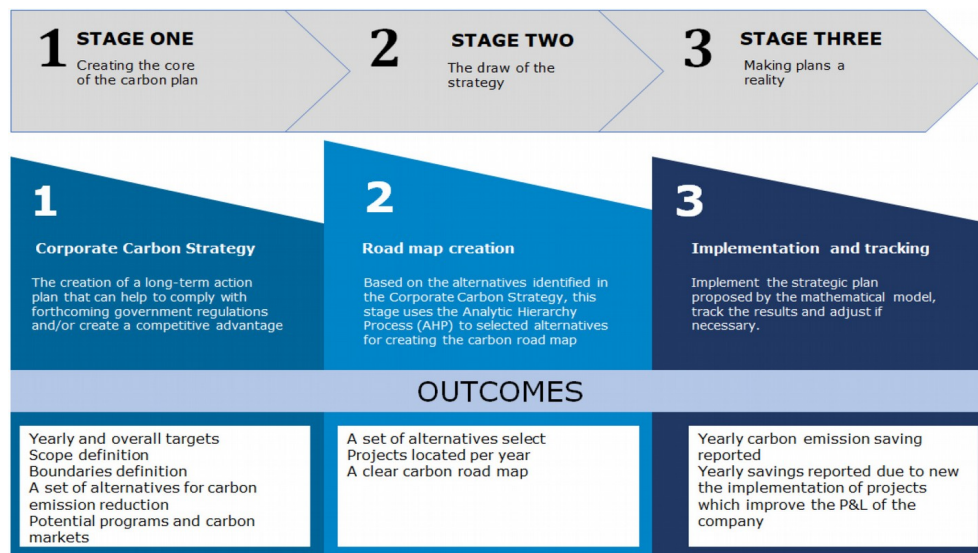 1 STAGE ONE
Creating the core
of the carbon plan
2 STAGE TWO
The draw of the
strategy
3 STAGE THREE
Making plans a
reality
1
Corporate Carbon Strategy
The creation of a long-term action
plan that can help to comply with
forthcoming government regulations
and/or create a competitive advantage
2
Road map creation
Based on the alternatives identified in
the Corporate Carbon Strategy, this
stage uses the Analytic Hierarchy
Process (AHP) to selected alternatives
for creating the carbon road map
3
Implementation and tracking
Implement the strategic plan
proposed by the mathematical model,
track the results and adjust if
necessary.
OUTCOMES
Yearly and overall targets
Scope definition
Boundaries definition
A set of alternatives for carbon
emission reduction
Potential programs and carbon
markets
A set of alternatives select
Projects located per year
A clear carbon road map
Yearly carbon emission saving
reported
Yearly savings reported due to new
the implementation of projects
which improve the P&L of the
company